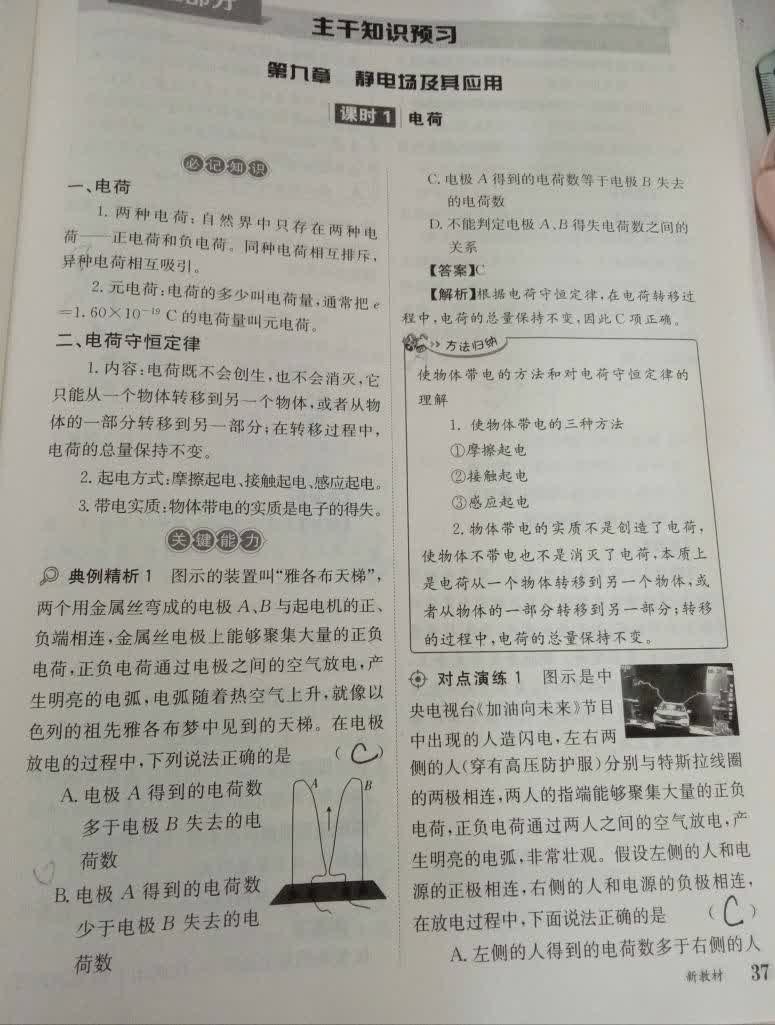 部分
主干知识预习
第九章 静电场及其应用
课时1 电荷
必记知识
一、电荷
1. 两种电荷:自然界中只存在两种电
荷——正电荷和负电荷。同种电荷相互排斥,
异种电荷相互吸引。
2. 元电荷:电荷的多少叫电荷量,通常把 e
=1.60×10⁻¹⁹ C 的电荷量叫元电荷。
二、电荷守恒定律
1. 内容:电荷既不会创生,也不会消灭,它
只能从一个物体转移到另一个物体,或者从物
体的一部分转移到另一部分;在转移过程中,
电荷的总量保持不变。
2. 起电方式:摩擦起电、接触起电、感应起电。
3. 带电实质:物体带电的实质是电子的得失。
关键能力
典例精析 1 图示的装置叫“雅各布天梯”,
两个用金属丝弯成的电极 A、B 与起电机的正、
负端相连,金属丝电极上能够聚集大量的正负
电荷,正负电荷通过电极之间的空气放电,产
生明亮的电弧,电弧随着热空气上升,就像以
色列的祖先雅各布梦中见到的天梯。在电极
放电的过程中,下列说法正确的是 ( C )
A. 电极 A 得到的电荷数
多于电极 B 失去的电
荷数
B. 电极 A 得到的电荷数
少于电极 B 失去的电
荷数
A B
C. 电极 A 得到的电荷数等于电极 B 失去
的电荷数
D. 不能判定电极 A、B 得失电荷数之间的
关系
【答案】C
【解析】根据电荷守恒定律,在电荷转移过
程中,电荷的总量保持不变,因此 C 项正确。
方法归纳
使物体带电的方法和对电荷守恒定律的
理解
1. 使物体带电的三种方法
①摩擦起电
②接触起电
③感应起电
2. 物体带电的实质不是创造了电荷,
使物体不带电也不是消灭了电荷,本质上
是电荷从一个物体转移到另一个物体,或
者从物体的一部分转移到另一部分;转移
的过程中,电荷的总量保持不变。
对点演练 1 图示是中
央电视台《加油向未来》节目
中出现的人造闪电,左右两
侧的人(穿有高压防护服)分别与特斯拉线圈
的两极相连,两人的指端能够聚集大量的正负
电荷,正负电荷通过两人之间的空气放电,产
生明亮的电弧,非常壮观。假设左侧的人和电
源的正极相连,右侧的人和电源的负极相连,
在放电过程中,下面说法正确的是 ( C )
A. 左侧的人得到的电荷数多于右侧的人
新教材 37